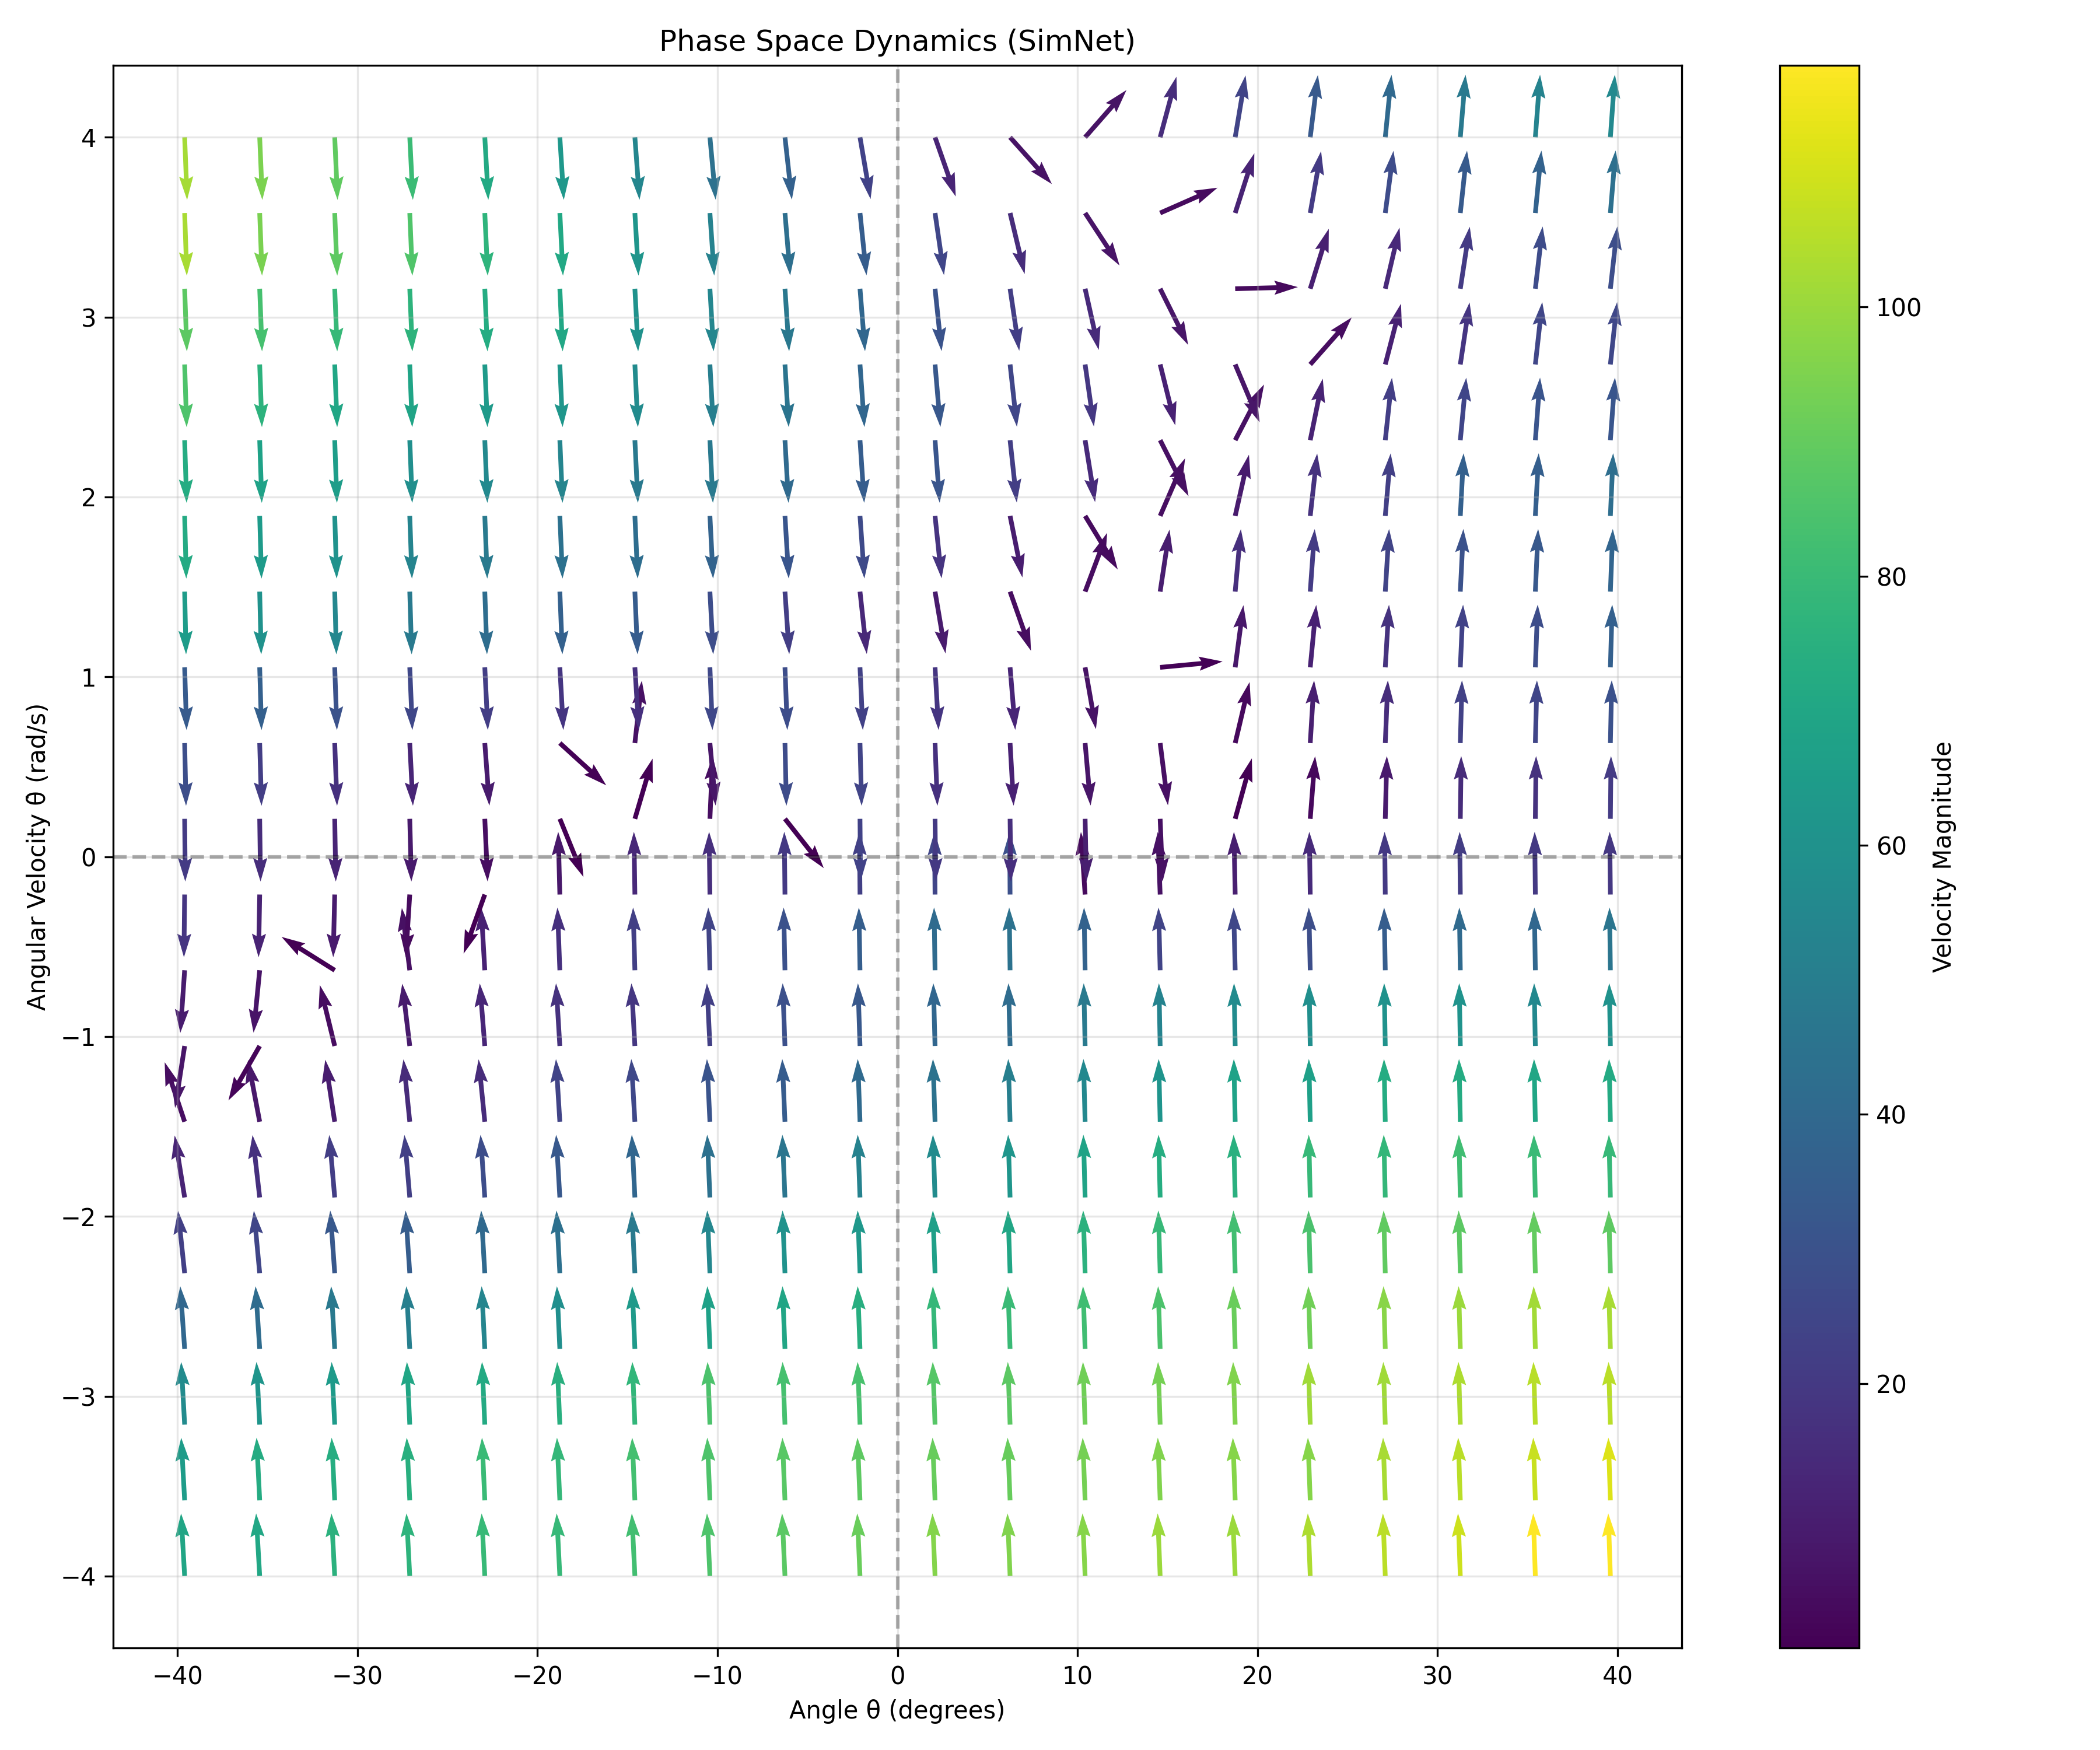 Phase Space Dynamics (SimNet)
4
3
2
1
0
−1
−2
−3
−4
Angular Velocity θ̇ (rad/s)
−40 −30 −20 −10 0 10 20 30 40
Angle θ (degrees)
100
80
60
40
20
Velocity Magnitude